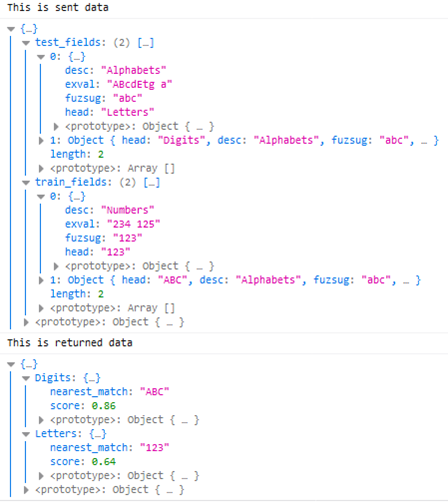 This is sent data
{…}
test_fields: (2) […]
0: {…}
desc: "Alphabets"
exval: "ABcdEtg a"
fuzsug: "abc"
head: "Letters"
<prototype>: Object { … }
1: Object { head: "Digits", desc: "Alphabets", fuzsug: "abc", … }
length: 2
<prototype>: Array []
train_fields: (2) […]
0: {…}
desc: "Numbers"
exval: "234 125"
fuzsug: "123"
head: "123"
<prototype>: Object { … }
1: Object { head: "ABC", desc: "Alphabets", fuzsug: "abc", … }
length: 2
<prototype>: Array []
<prototype>: Object { … }
This is returned data
{…}
Digits: {…}
nearest_match: "ABC"
score: 0.86
<prototype>: Object { … }
Letters: {…}
nearest_match: "123"
score: 0.64
<prototype>: Object { … }
<prototype>: Object { … }